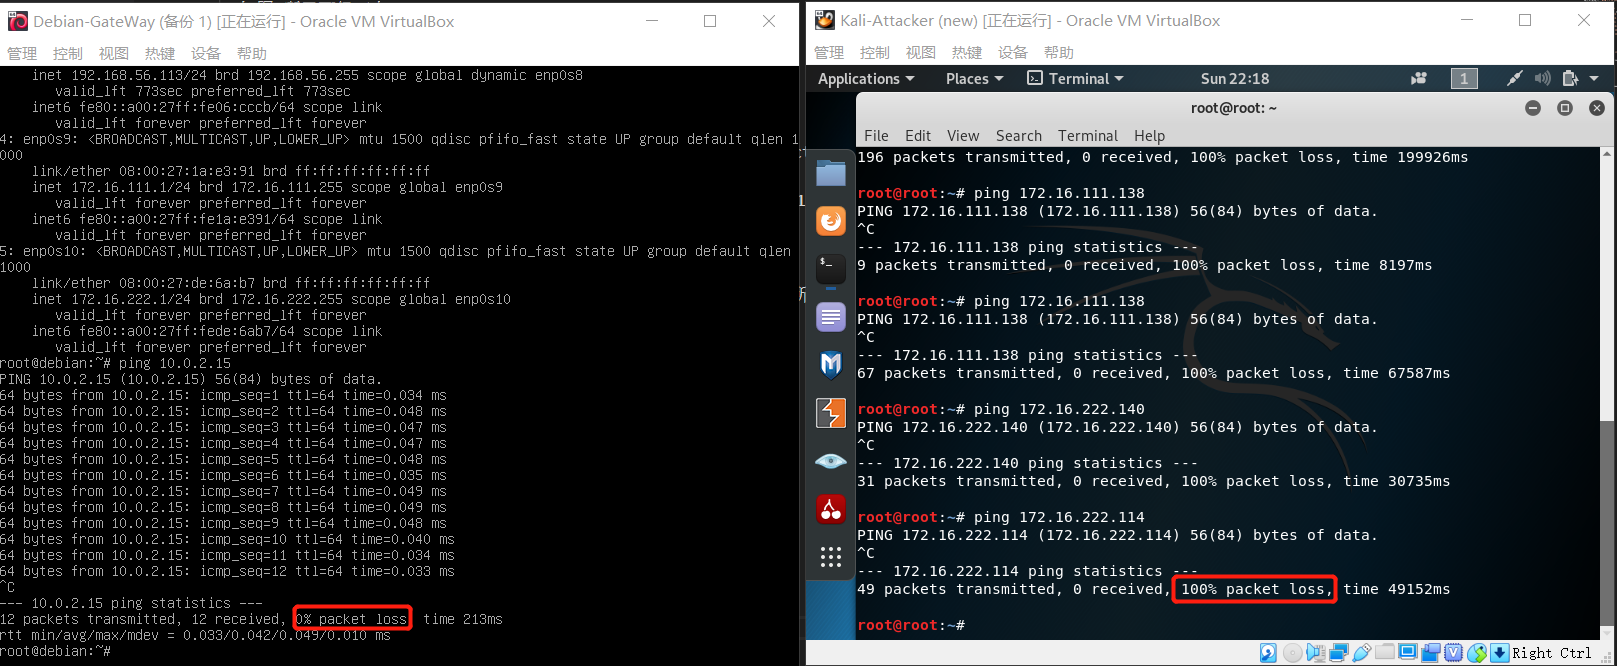 Debian-GateWay (备份 1) [正在运行] - Oracle VM VirtualBox
管理 控制 视图 热键 设备 帮助
inet 192.168.56.113/24 brd 192.168.56.255 scope global dynamic enp0s8
valid_lft 773sec preferred_lft 773sec
inet6 fe80::a00:27ff:fe06:cccb/64 scope link
valid_lft forever preferred_lft forever
4: enp0s9: <BROADCAST,MULTICAST,UP,LOWER_UP> mtu 1500 qdisc pfifo_fast state UP group default qlen 1
000
link/ether 08:00:27:1a:e3:91 brd ff:ff:ff:ff:ff:ff
inet 172.16.111.1/24 brd 172.16.111.255 scope global enp0s9
valid_lft forever preferred_lft forever
inet6 fe80::a00:27ff:fe1a:e391/64 scope link
valid_lft forever preferred_lft forever
5: enp0s10: <BROADCAST,MULTICAST,UP,LOWER_UP> mtu 1500 qdisc pfifo_fast state UP group default qlen
1000
link/ether 08:00:27:de:6a:b7 brd ff:ff:ff:ff:ff:ff
inet 172.16.222.1/24 brd 172.16.222.255 scope global enp0s10
valid_lft forever preferred_lft forever
inet6 fe80::a00:27ff:fede:6ab7/64 scope link
valid_lft forever preferred_lft forever
root@debian:~# ping 10.0.2.15
PING 10.0.2.15 (10.0.2.15) 56(84) bytes of data.
64 bytes from 10.0.2.15: icmp_seq=1 ttl=64 time=0.034 ms
64 bytes from 10.0.2.15: icmp_seq=2 ttl=64 time=0.048 ms
64 bytes from 10.0.2.15: icmp_seq=3 ttl=64 time=0.047 ms
64 bytes from 10.0.2.15: icmp_seq=4 ttl=64 time=0.047 ms
64 bytes from 10.0.2.15: icmp_seq=5 ttl=64 time=0.048 ms
64 bytes from 10.0.2.15: icmp_seq=6 ttl=64 time=0.035 ms
64 bytes from 10.0.2.15: icmp_seq=7 ttl=64 time=0.049 ms
64 bytes from 10.0.2.15: icmp_seq=8 ttl=64 time=0.049 ms
64 bytes from 10.0.2.15: icmp_seq=9 ttl=64 time=0.048 ms
64 bytes from 10.0.2.15: icmp_seq=10 ttl=64 time=0.040 ms
64 bytes from 10.0.2.15: icmp_seq=11 ttl=64 time=0.034 ms
64 bytes from 10.0.2.15: icmp_seq=12 ttl=64 time=0.033 ms
^C
--- 10.0.2.15 ping statistics ---
12 packets transmitted, 12 received, 0% packet loss, time 213ms
rtt min/avg/max/mdev = 0.033/0.042/0.049/0.010 ms
root@debian:~#
Kali-Attacker (new) [正在运行] - Oracle VM VirtualBox
管理 控制 视图 热键 设备 帮助
Applications Places Terminal Sun 22:18 1
root@root: ~
File Edit View Search Terminal Help
196 packets transmitted, 0 received, 100% packet loss, time 199926ms
root@root:~# ping 172.16.111.138
PING 172.16.111.138 (172.16.111.138) 56(84) bytes of data.
^C
--- 172.16.111.138 ping statistics ---
9 packets transmitted, 0 received, 100% packet loss, time 8197ms
root@root:~# ping 172.16.111.138
PING 172.16.111.138 (172.16.111.138) 56(84) bytes of data.
^C
--- 172.16.111.138 ping statistics ---
67 packets transmitted, 0 received, 100% packet loss, time 67587ms
root@root:~# ping 172.16.222.140
PING 172.16.222.140 (172.16.222.140) 56(84) bytes of data.
^C
--- 172.16.222.140 ping statistics ---
31 packets transmitted, 0 received, 100% packet loss, time 30735ms
root@root:~# ping 172.16.222.114
PING 172.16.222.114 (172.16.222.114) 56(84) bytes of data.
^C
--- 172.16.222.114 ping statistics ---
49 packets transmitted, 0 received, 100% packet loss, time 49152ms
root@root:~#
Right Ctrl